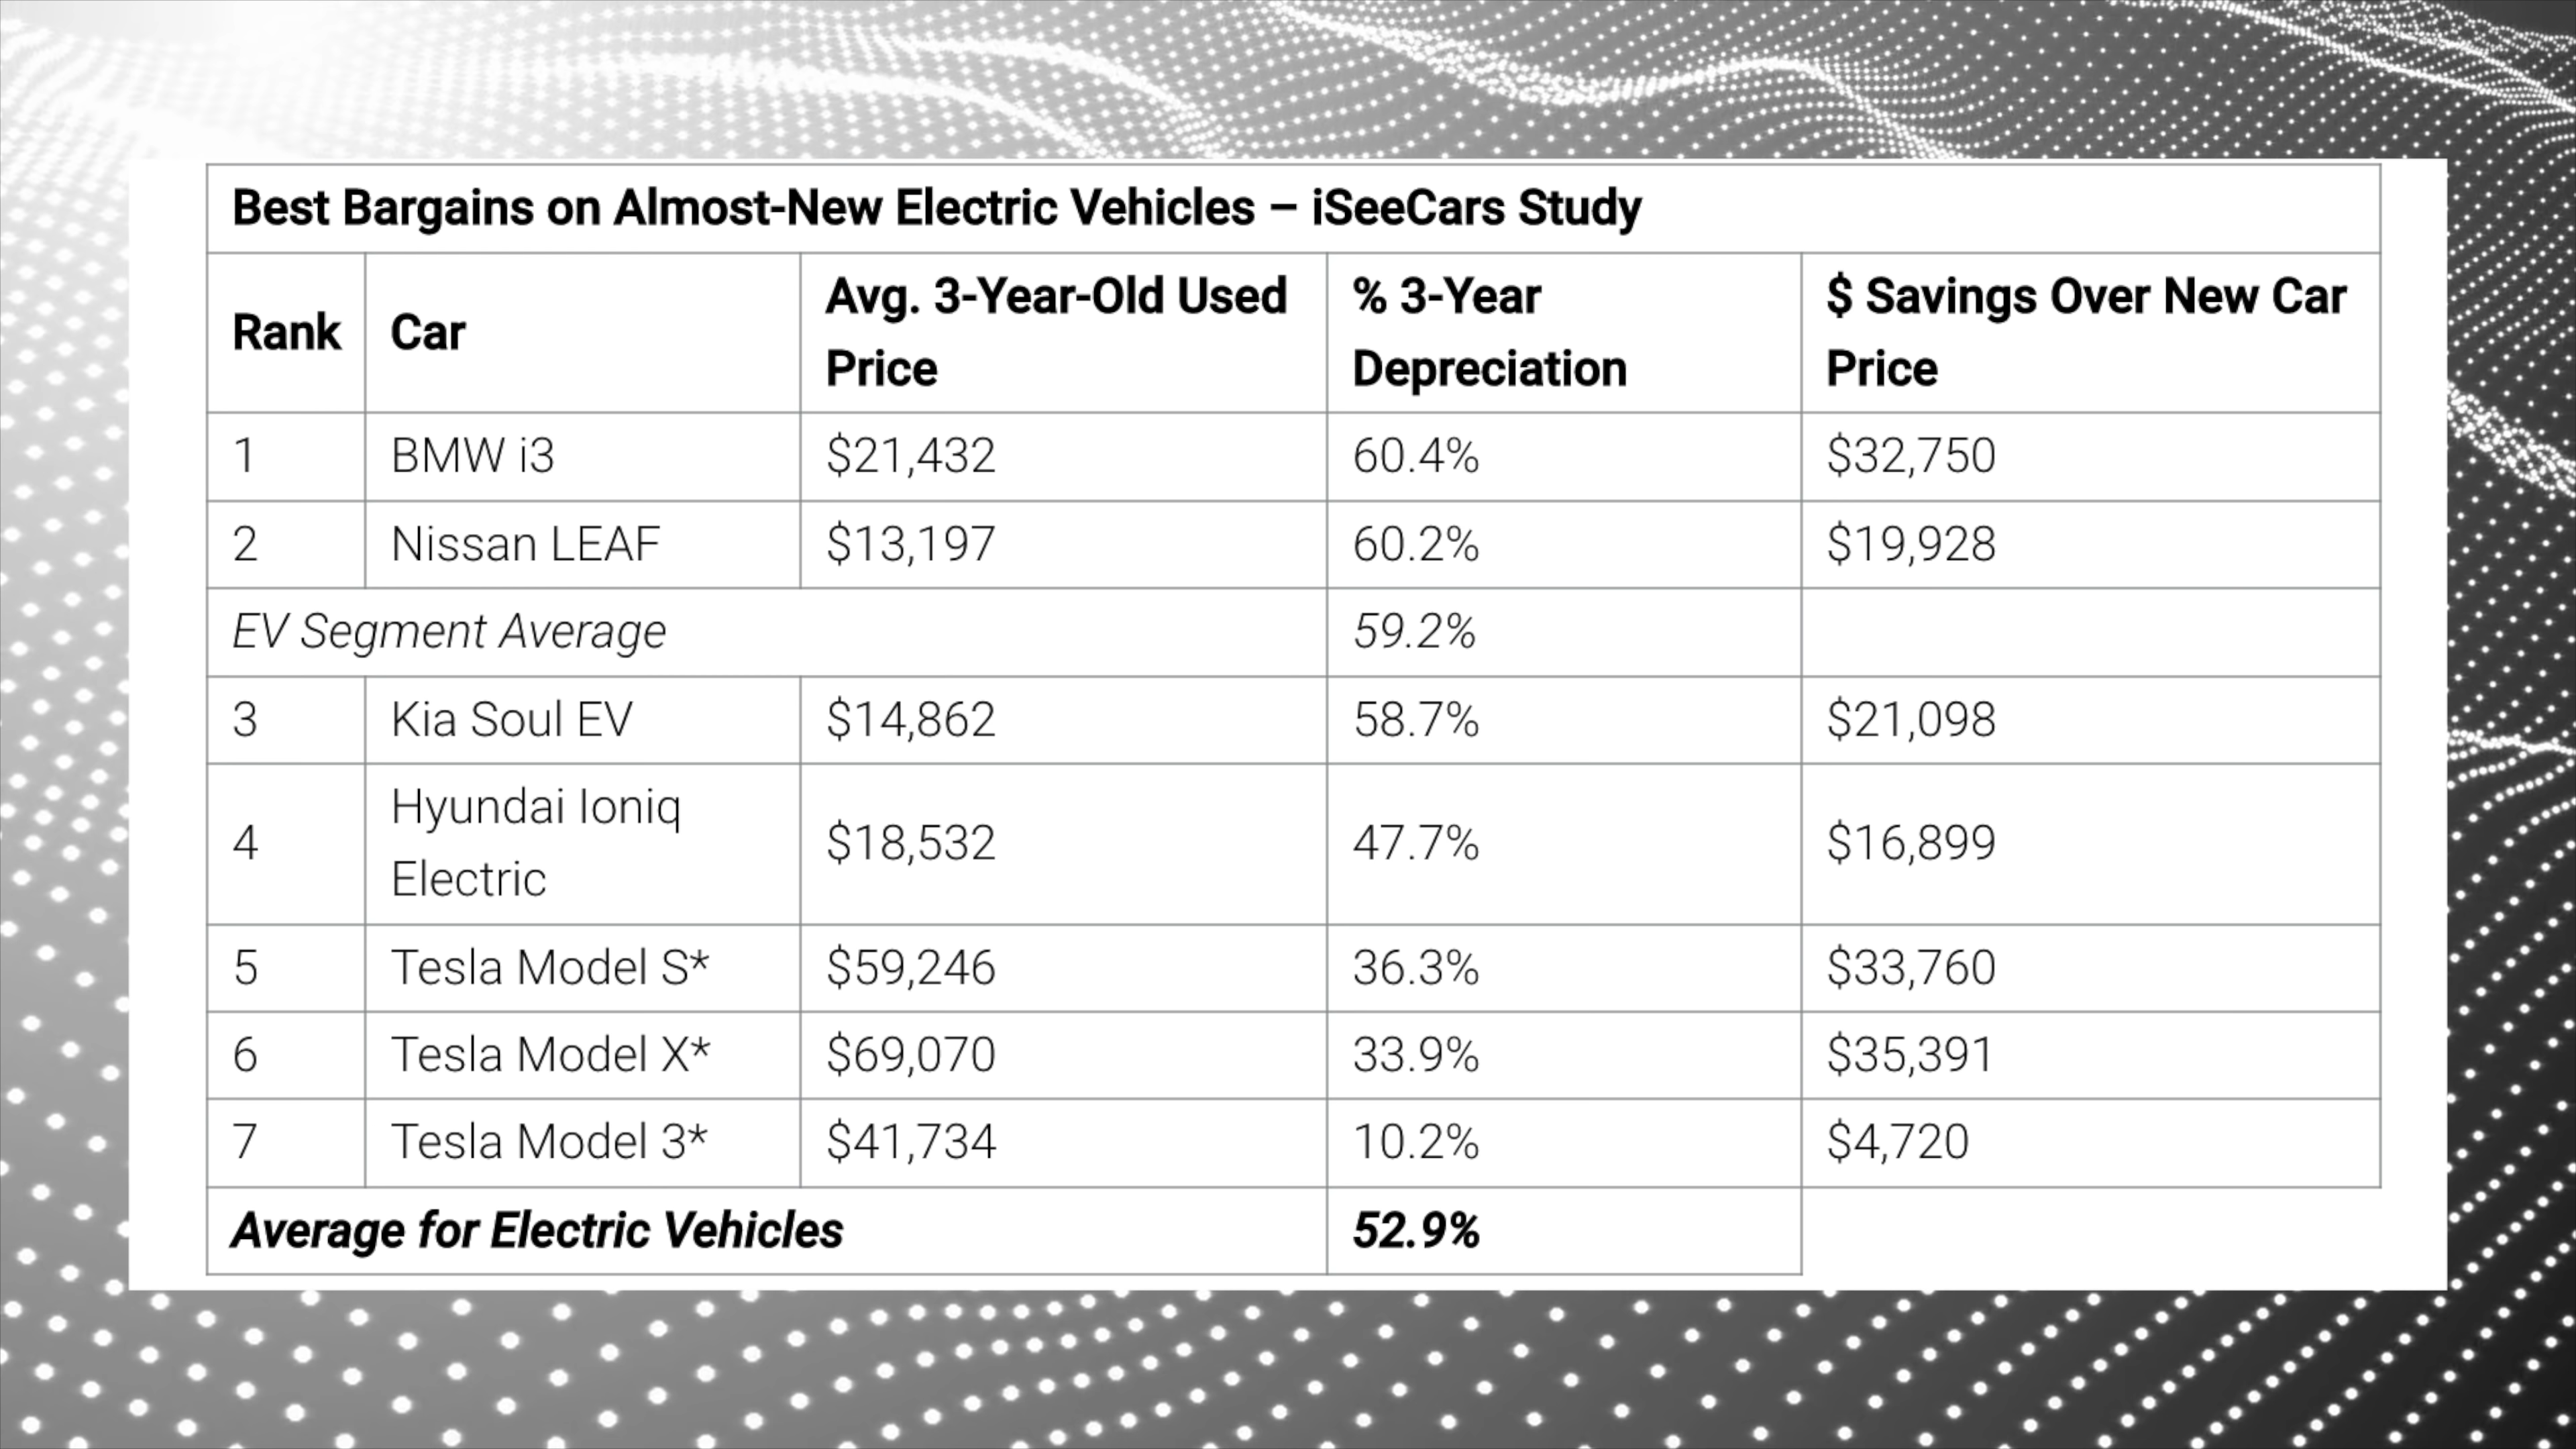 Best Bargains on Almost-New Electric Vehicles – iSeeCars Study
Rank Car Avg. 3-Year-Old Used Price % 3-Year Depreciation $ Savings Over New Car Price
1 BMW i3 $21,432 60.4% $32,750
2 Nissan LEAF $13,197 60.2% $19,928
EV Segment Average 59.2%
3 Kia Soul EV $14,862 58.7% $21,098
4 Hyundai Ioniq Electric $18,532 47.7% $16,899
5 Tesla Model S* $59,246 36.3% $33,760
6 Tesla Model X* $69,070 33.9% $35,391
7 Tesla Model 3* $41,734 10.2% $4,720
Average for Electric Vehicles 52.9%